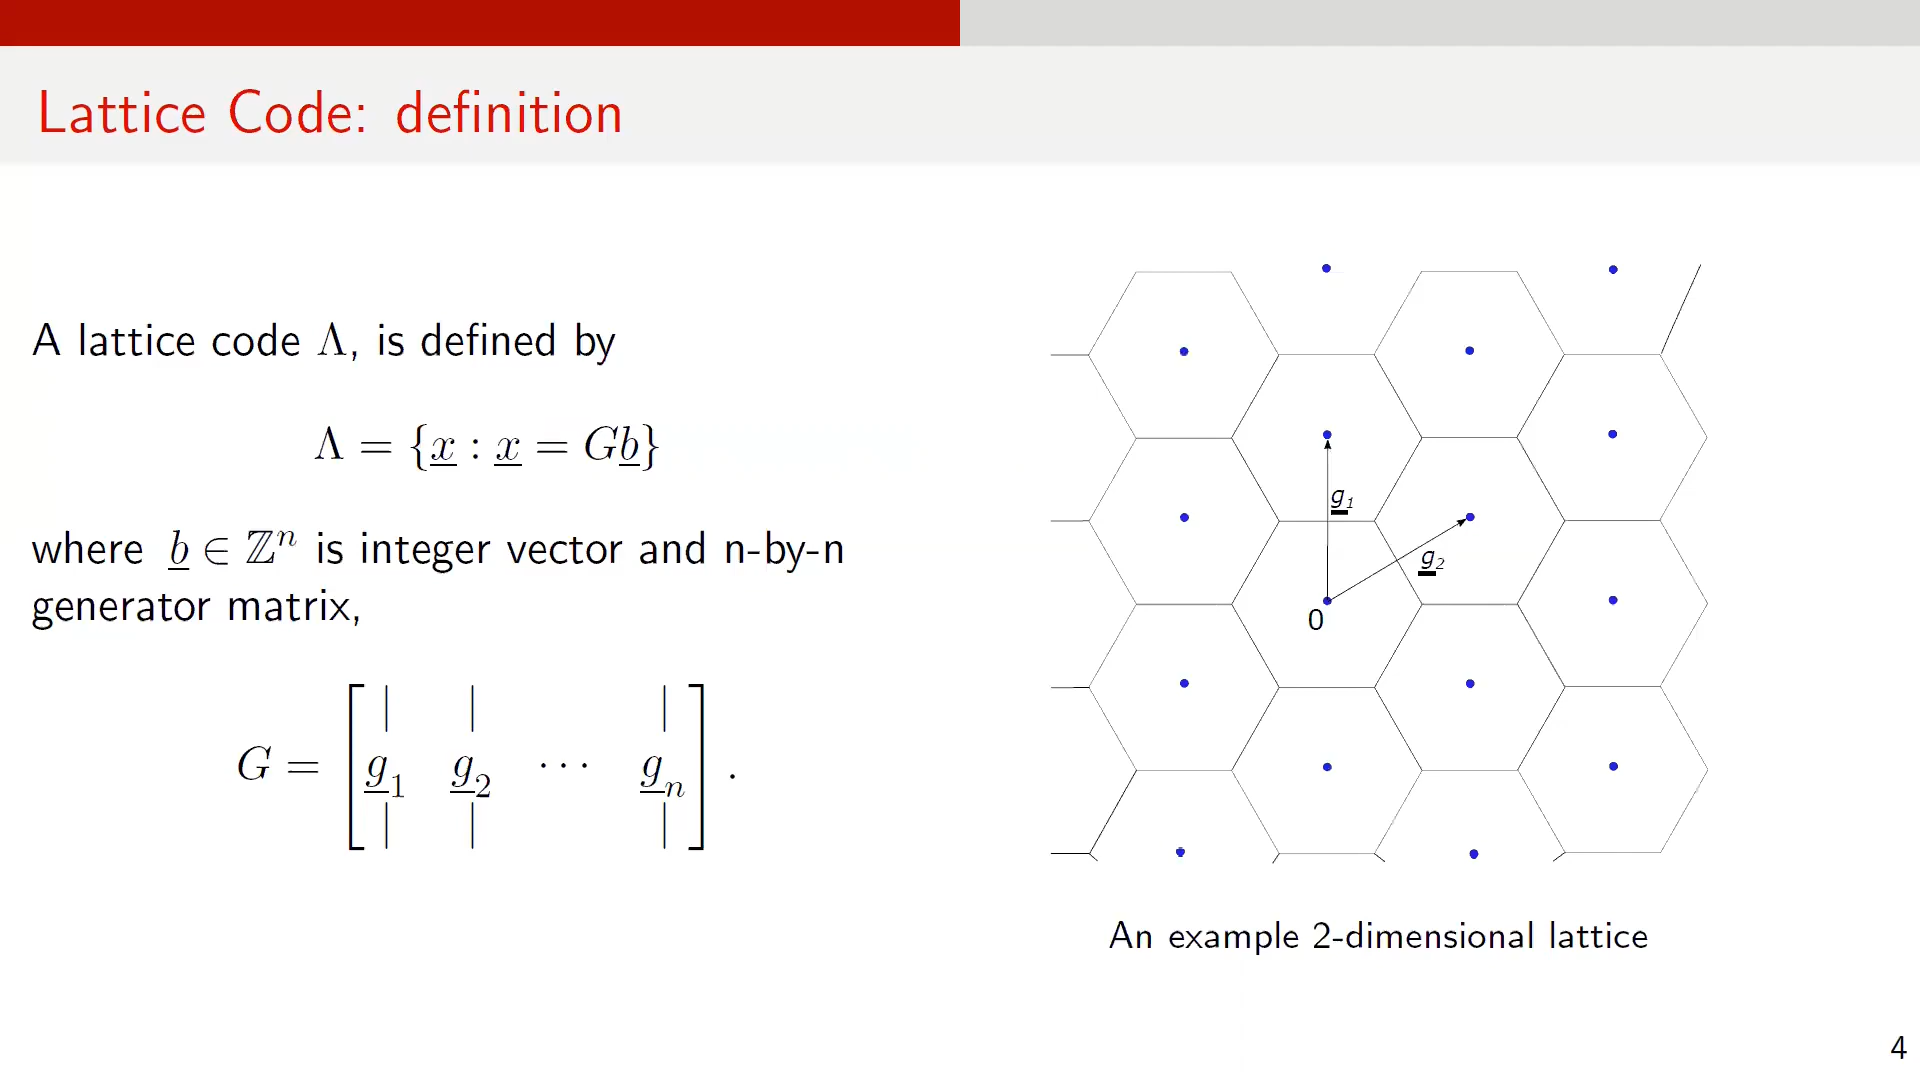 Lattice Code: definition
A lattice code Λ, is defined by
Λ = {x : x = Gb}
where b ∈ ℤⁿ is integer vector and n-by-n
generator matrix,
G = [ | | |
g₁ g₂ ⋯ gₙ
| | | ] .
g₁
g₂
0
An example 2-dimensional lattice
4